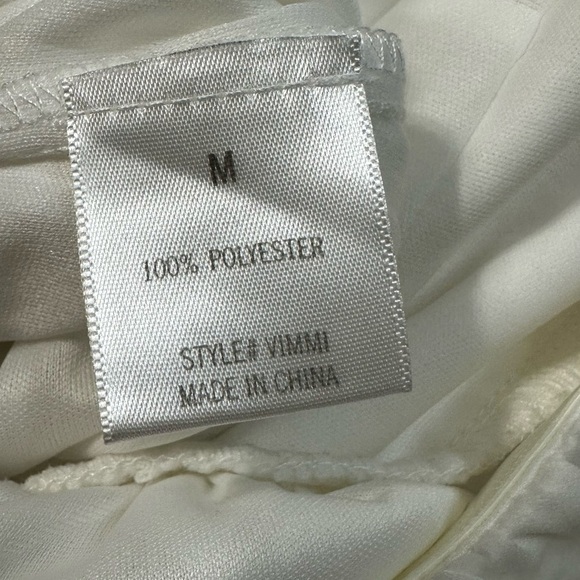 M
100% POLYESTER
STYLE# VIMMI
MADE IN CHINA